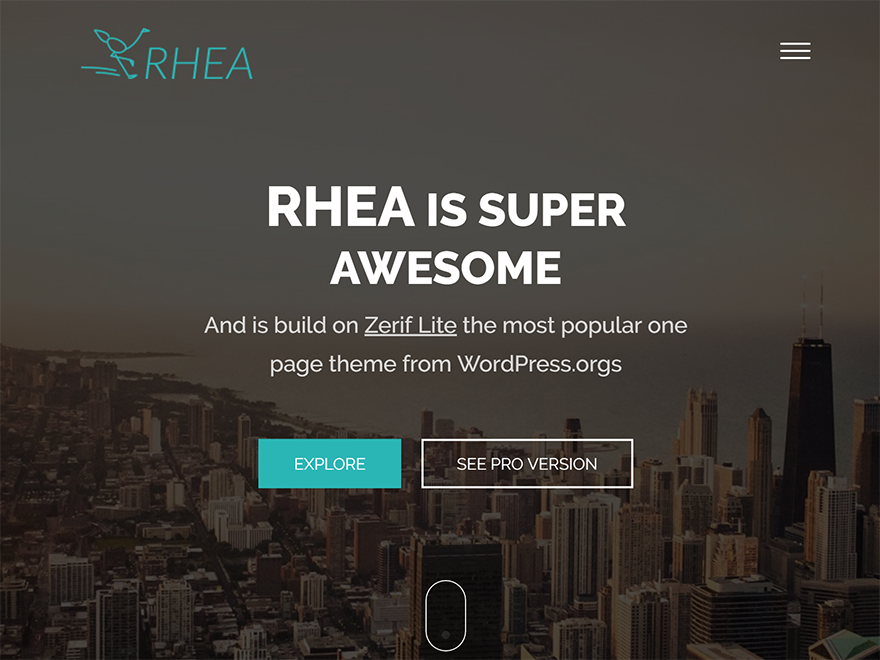 RHEA
RHEA IS SUPER
AWESOME
And is build on Zerif Lite the most popular one
page theme from WordPress.orgs
EXPLORE
SEE PRO VERSION